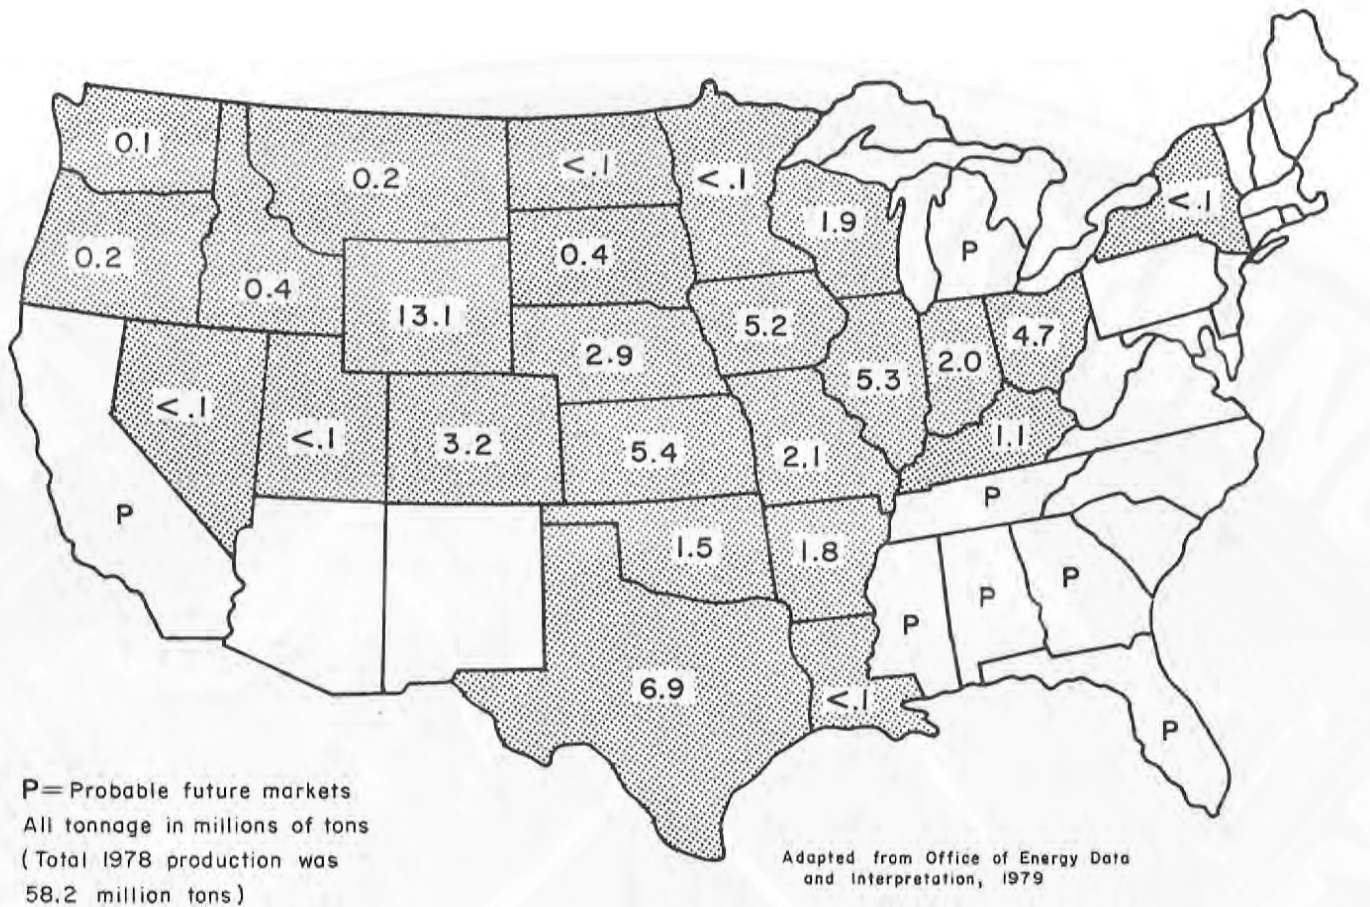 0.1
0.2
<.1
<.1
<.1
1.9
P
0.2
0.4
0.4
13.1
5.2
4.7
2.9
5.3
2.0
<.1
<.1
3.2
5.4
2.1
1.1
P
P
1.5
1.8
P
P
P
6.9
<.1
P
P=Probable future markets
All tonnage in millions of tons
(Total 1978 production was
58.2 million tons)
Adapted from Office of Energy Data
and Interpretation, 1979